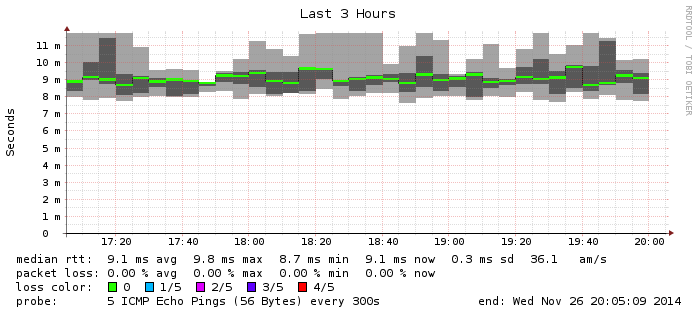 Last 3 Hours
RRDTOOL / TOBI OETIKER
Seconds
11 m
10 m
9 m
8 m
7 m
6 m
5 m
4 m
3 m
2 m
1 m
0
17:20 17:40 18:00 18:20 18:40 19:00 19:20 19:40 20:00
median rtt: 9.1 ms avg 9.8 ms max 8.7 ms min 9.1 ms now 0.3 ms sd 36.1 am/s
packet loss: 0.00 % avg 0.00 % max 0.00 % min 0.00 % now
loss color: 0 1/5 2/5 3/5 4/5
probe: 5 ICMP Echo Pings (56 Bytes) every 300s end: Wed Nov 26 20:05:09 2014